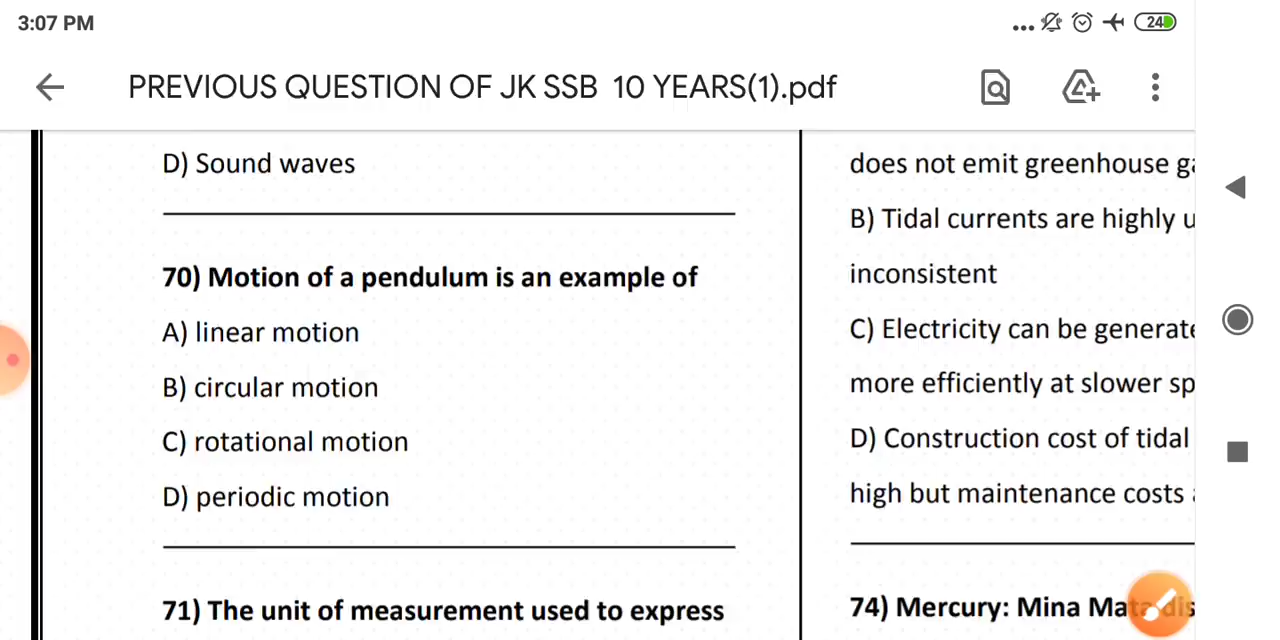 3:07 PM
24
PREVIOUS QUESTION OF JK SSB 10 YEARS(1).pdf
D) Sound waves
70) Motion of a pendulum is an example of
A) linear motion
B) circular motion
C) rotational motion
D) periodic motion
71) The unit of measurement used to express
does not emit greenhouse
B) Tidal currents are highly
inconsistent
C) Electricity can be
more efficiently at slower
D) Construction cost of tidal
high but maintenance costs
74) Mercury: Mina